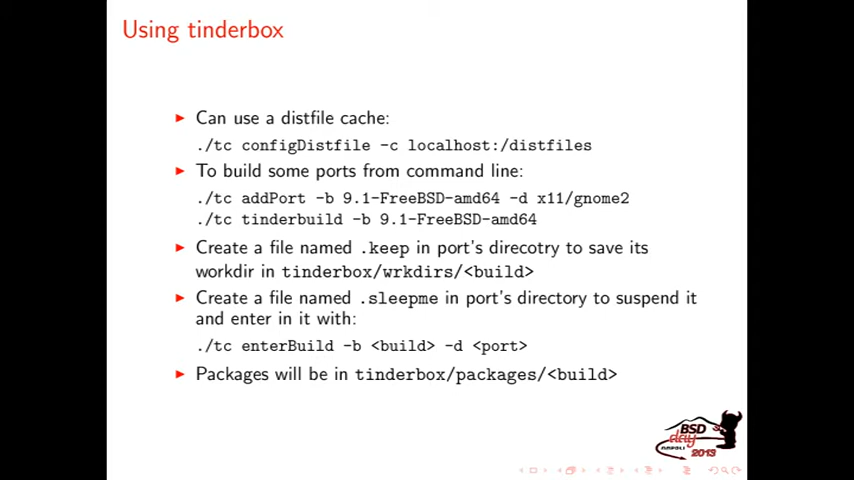 Using tinderbox
Can use a distfile cache:
./tc configDistfile -c localhost:/distfiles
To build some ports from command line:
./tc addPort -b 9.1-FreeBSD-amd64 -d x11/gnome2
./tc tinderbuild -b 9.1-FreeBSD-amd64
Create a file named .keep in port's direcotry to save its
workdir in tinderbox/wrkdirs/<build>
Create a file named .sleepme in port's directory to suspend it
and enter in it with:
./tc enterBuild -b <build> -d <port>
Packages will be in tinderbox/packages/<build>
BSD
day
NAPOLI
2013